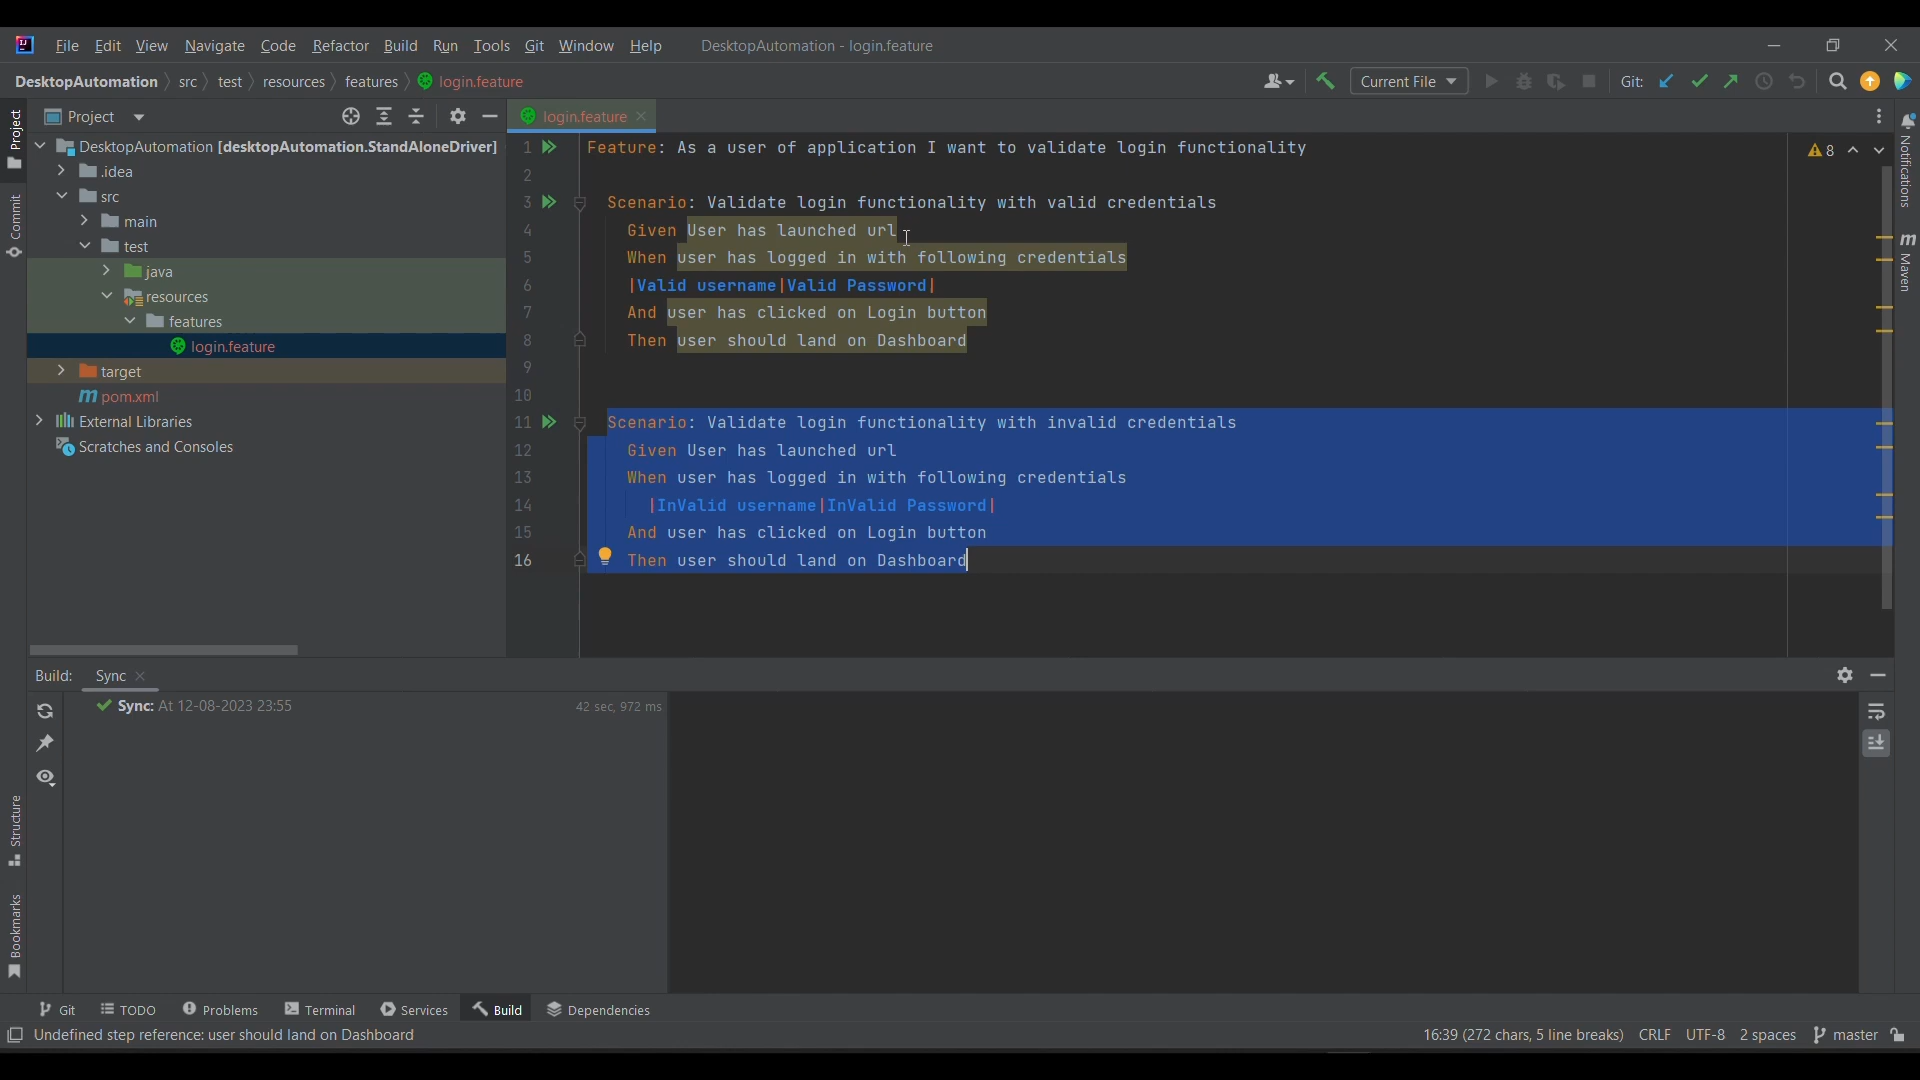 File Edit View Navigate Code Refactor Build Run Tools Git Window Help DesktopAutomation - login.feature
DesktopAutomation src test resources features login.feature Current File Git:
Project login.feature
DesktopAutomation [desktopAutomation.StandAloneDriver]
.idea
src
main
test
java
resources
features
login.feature
target
pom.xml
External Libraries
Scratches and Consoles
1 Feature: As a user of application I want to validate login functionality
2
3 Scenario: Validate login functionality with valid credentials
4 Given User has launched url
5 When user has logged in with following credentials
6 |Valid username|Valid Password|
7 And user has clicked on Login button
8 Then user should land on Dashboard
9
10
11 Scenario: Validate login functionality with invalid credentials
12 Given User has launched url
13 When user has logged in with following credentials
14 |InValid username|InValid Password|
15 And user has clicked on Login button
16 Then user should land on Dashboard
8
Project
Commit
Structure
Bookmarks
Notifications
m Maven
Build: Sync
Sync: At 12-08-2023 23:55 42 sec, 972 ms
Git TODO Problems Terminal Services Build Dependencies
Undefined step reference: user should land on Dashboard 16:39 (272 chars, 5 line breaks) CRLF UTF-8 2 spaces master